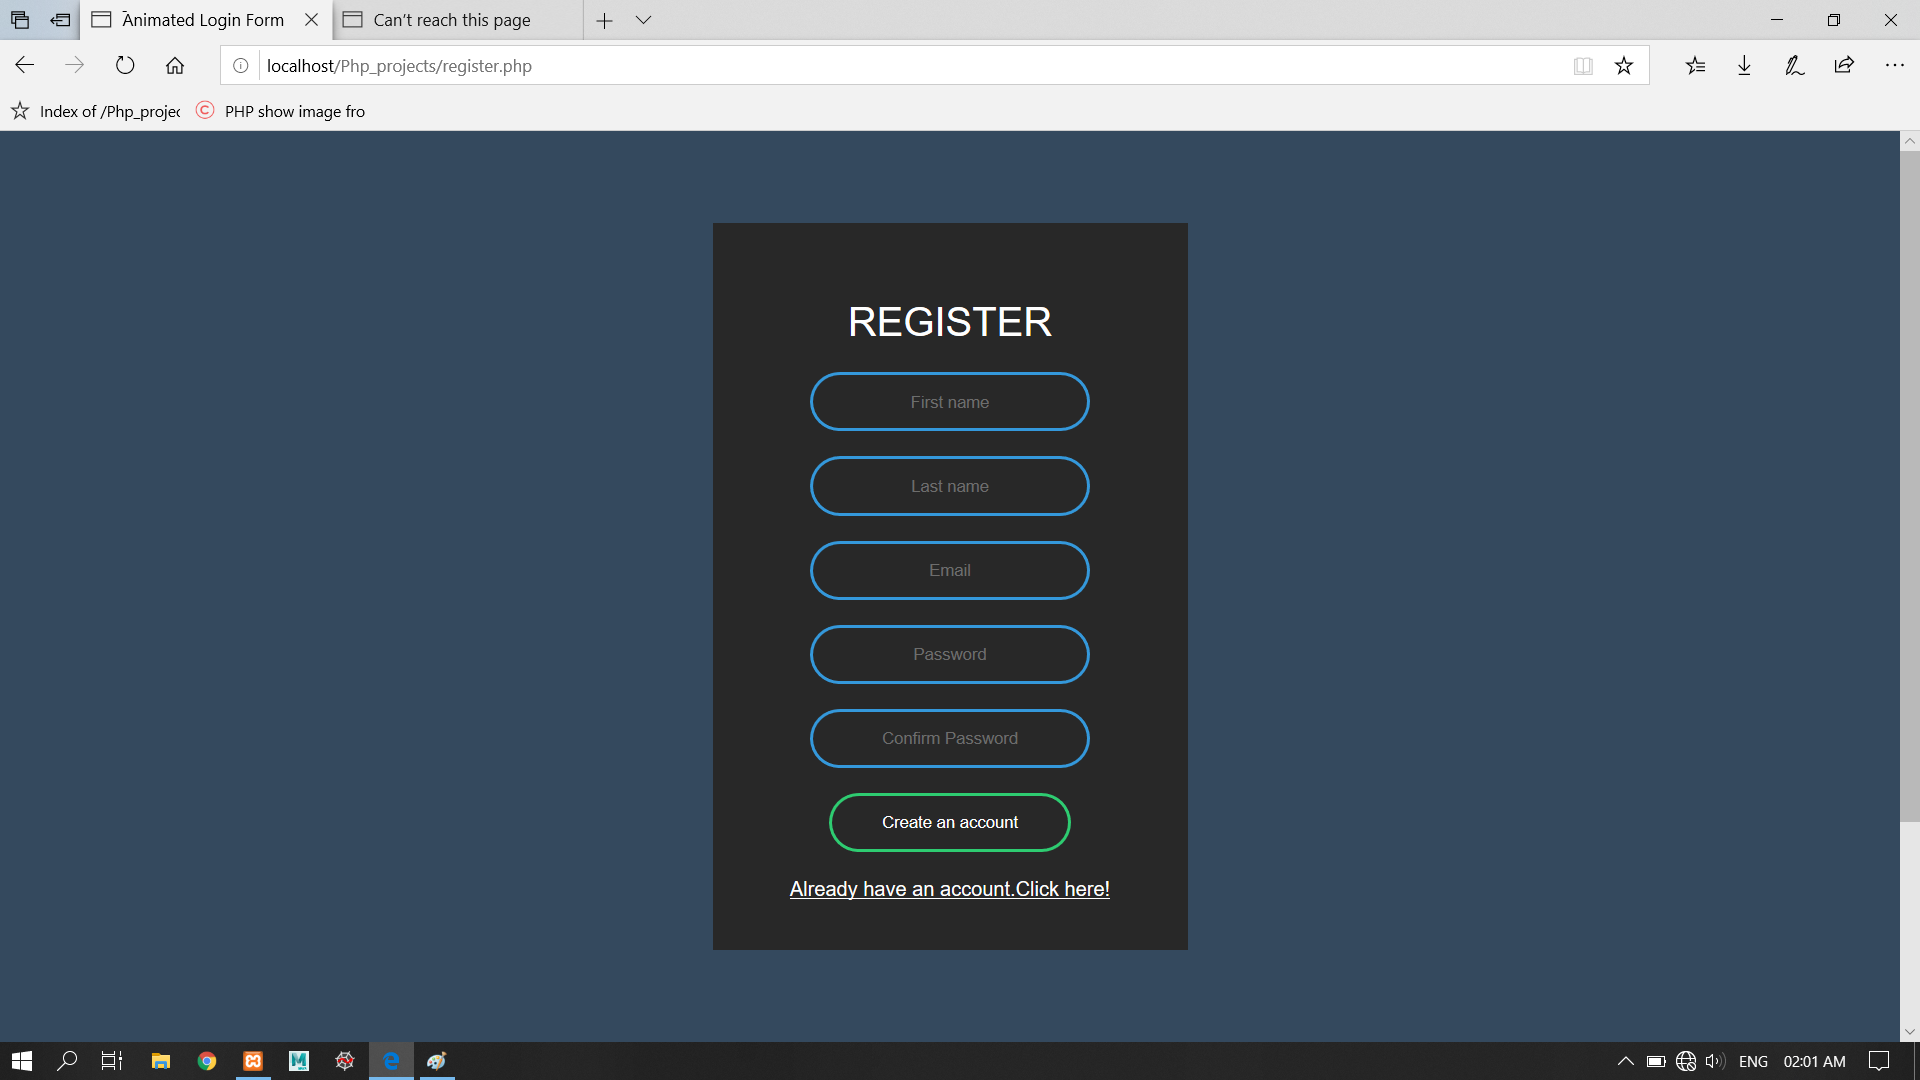 Animated Login Form
Can't reach this page
localhost/Php_projects/register.php
Index of /Php_projec
PHP show image fro
REGISTER
First name
Last name
Email
Password
Confirm Password
Create an account
Already have an account.Click here!
ENG
02:01 AM